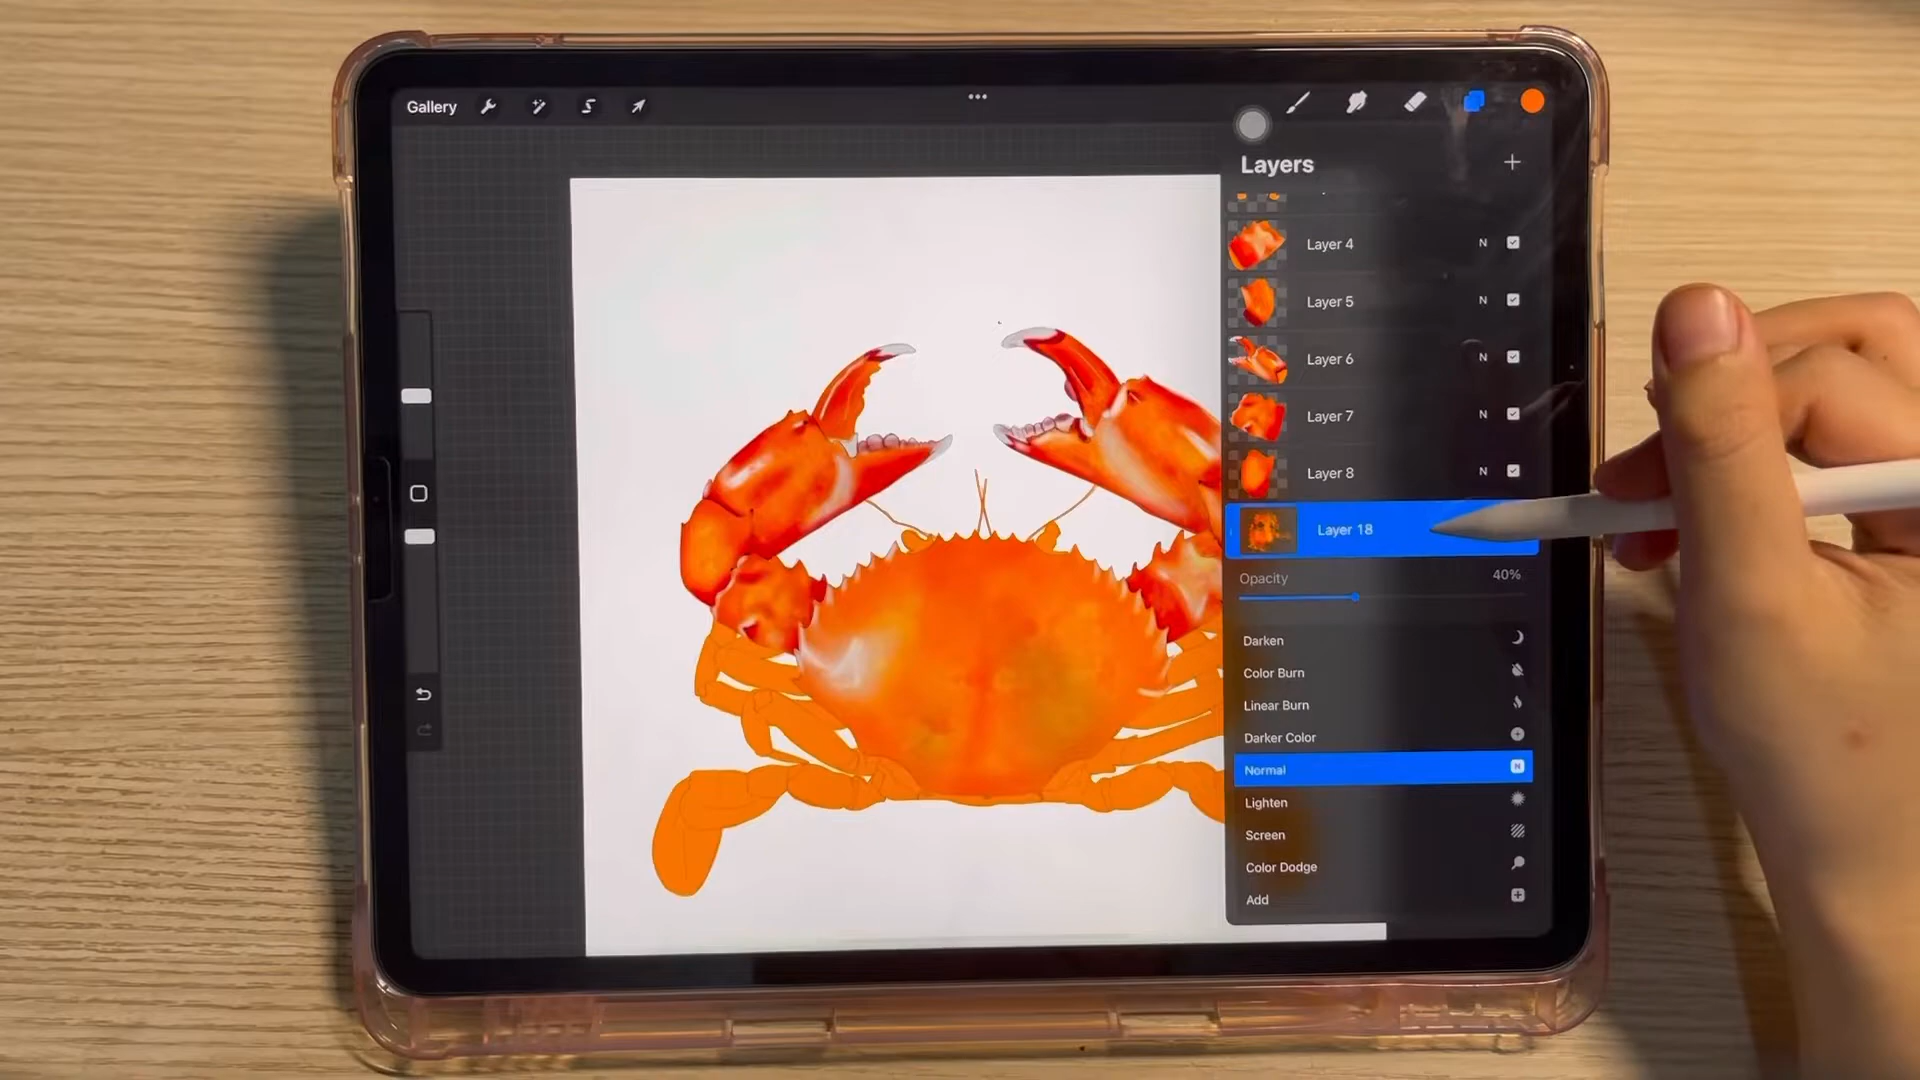 Gallery
Layers
Layer 4 N
Layer 5 N
Layer 6 N
Layer 7 N
Layer 8 N
Layer 18
Opacity 40%
Darken
Color Burn
Linear Burn
Darker Color
Normal N
Lighten
Screen
Color Dodge
Add